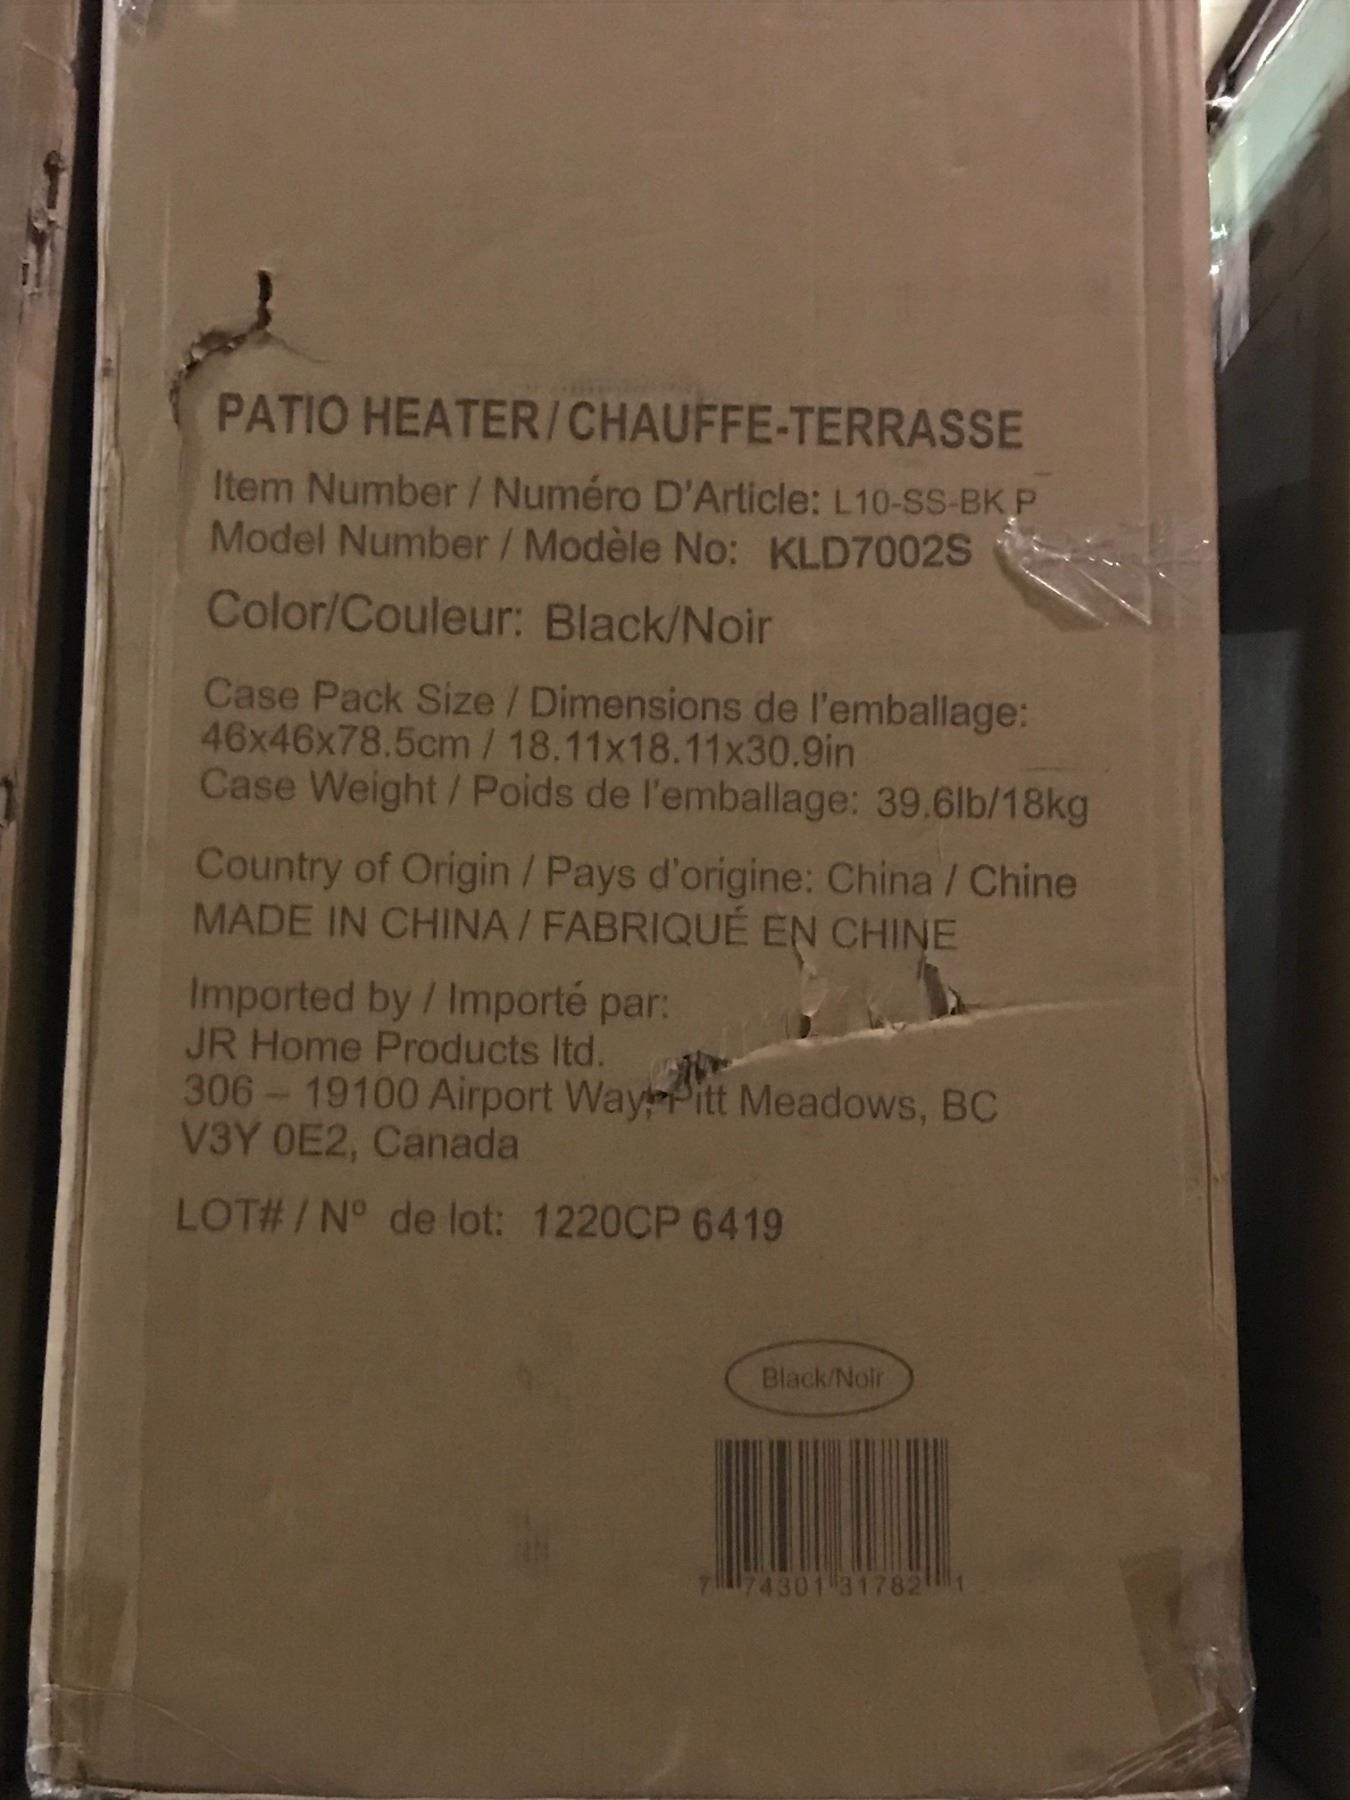 PATIO HEATER / CHAUFFE-TERRASSE
Item Number / Numéro D'Article: L10-SS-BK P
Model Number / Modèle No: KLD7002S
Color/Couleur: Black/Noir
Case Pack Size / Dimensions de l'emballage:
46x46x78.5cm / 18.11x18.11x30.9in
Case Weight / Poids de l'emballage: 39.6lb/18kg
Country of Origin / Pays d'origine: China / Chine
MADE IN CHINA / FABRIQUÉ EN CHINE
Imported by / Importé par:
JR Home Products ltd.
306 – 19100 Airport Way, Pitt Meadows, BC
V3Y 0E2, Canada
LOT# / Nº de lot: 1220CP 6419
Black/Noir
7 74301 31782 1